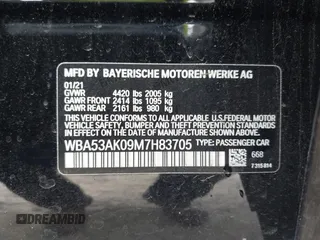 MFD BY BAYERISCHE MOTOREN WERKE AG
01/21
GVWR 4420 lbs 2005 kg
GAWR FRONT 2414 lbs 1095 kg
GAWR REAR 2161 lbs 980 kg
THIS VEHICLE CONFORMS TO ALL APPLICABLE U.S. FEDERAL MOTOR
VEHICLE SAFETY, BUMPER, AND THEFT PREVENTION STANDARDS IN
EFFECT ON THE DATE OF MANUFACTURE SHOWN ABOVE.
WBA53AK09M7H83705 TYPE: PASSENGER CAR
668
DREAMBID